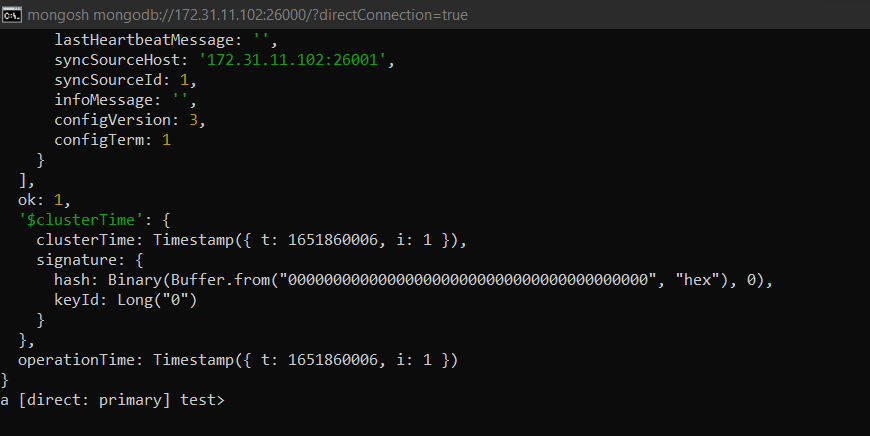 mongosh mongodb://172.31.11.102:26000/?directConnection=true
      lastHeartbeatMessage: '',
      syncSourceHost: '172.31.11.102:26001',
      syncSourceId: 1,
      infoMessage: '',
      configVersion: 3,
      configTerm: 1
    }
  ],
  ok: 1,
  '$clusterTime': {
    clusterTime: Timestamp({ t: 1651860006, i: 1 }),
    signature: {
      hash: Binary(Buffer.from("0000000000000000000000000000000000000000", "hex"), 0),
      keyId: Long("0")
    }
  },
  operationTime: Timestamp({ t: 1651860006, i: 1 })
}
a [direct: primary] test>